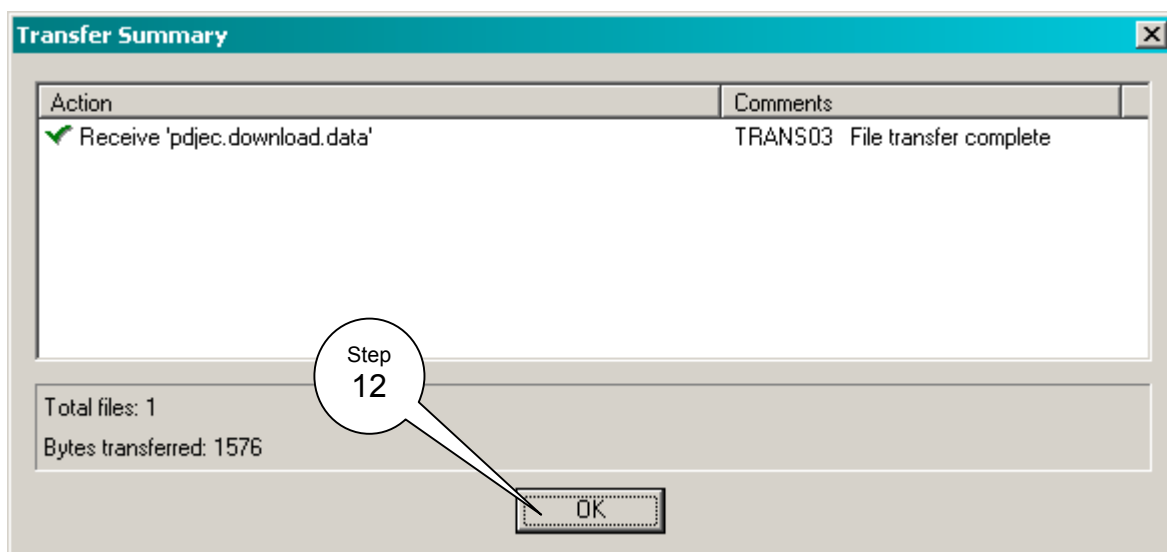 Transfer Summary
Action Comments
Receive 'pdjec.download.data' TRANS03 File transfer complete
Step
12
Total files: 1
Bytes transferred: 1576
OK